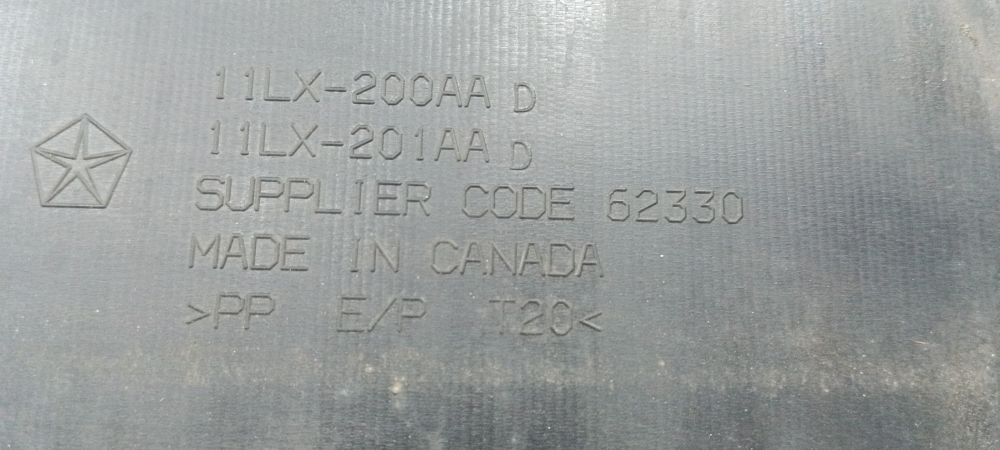 11LX-200AA D
11LX-201AA D
SUPPLIER CODE 62330
MADE IN CANADA
>PP E/P T20<